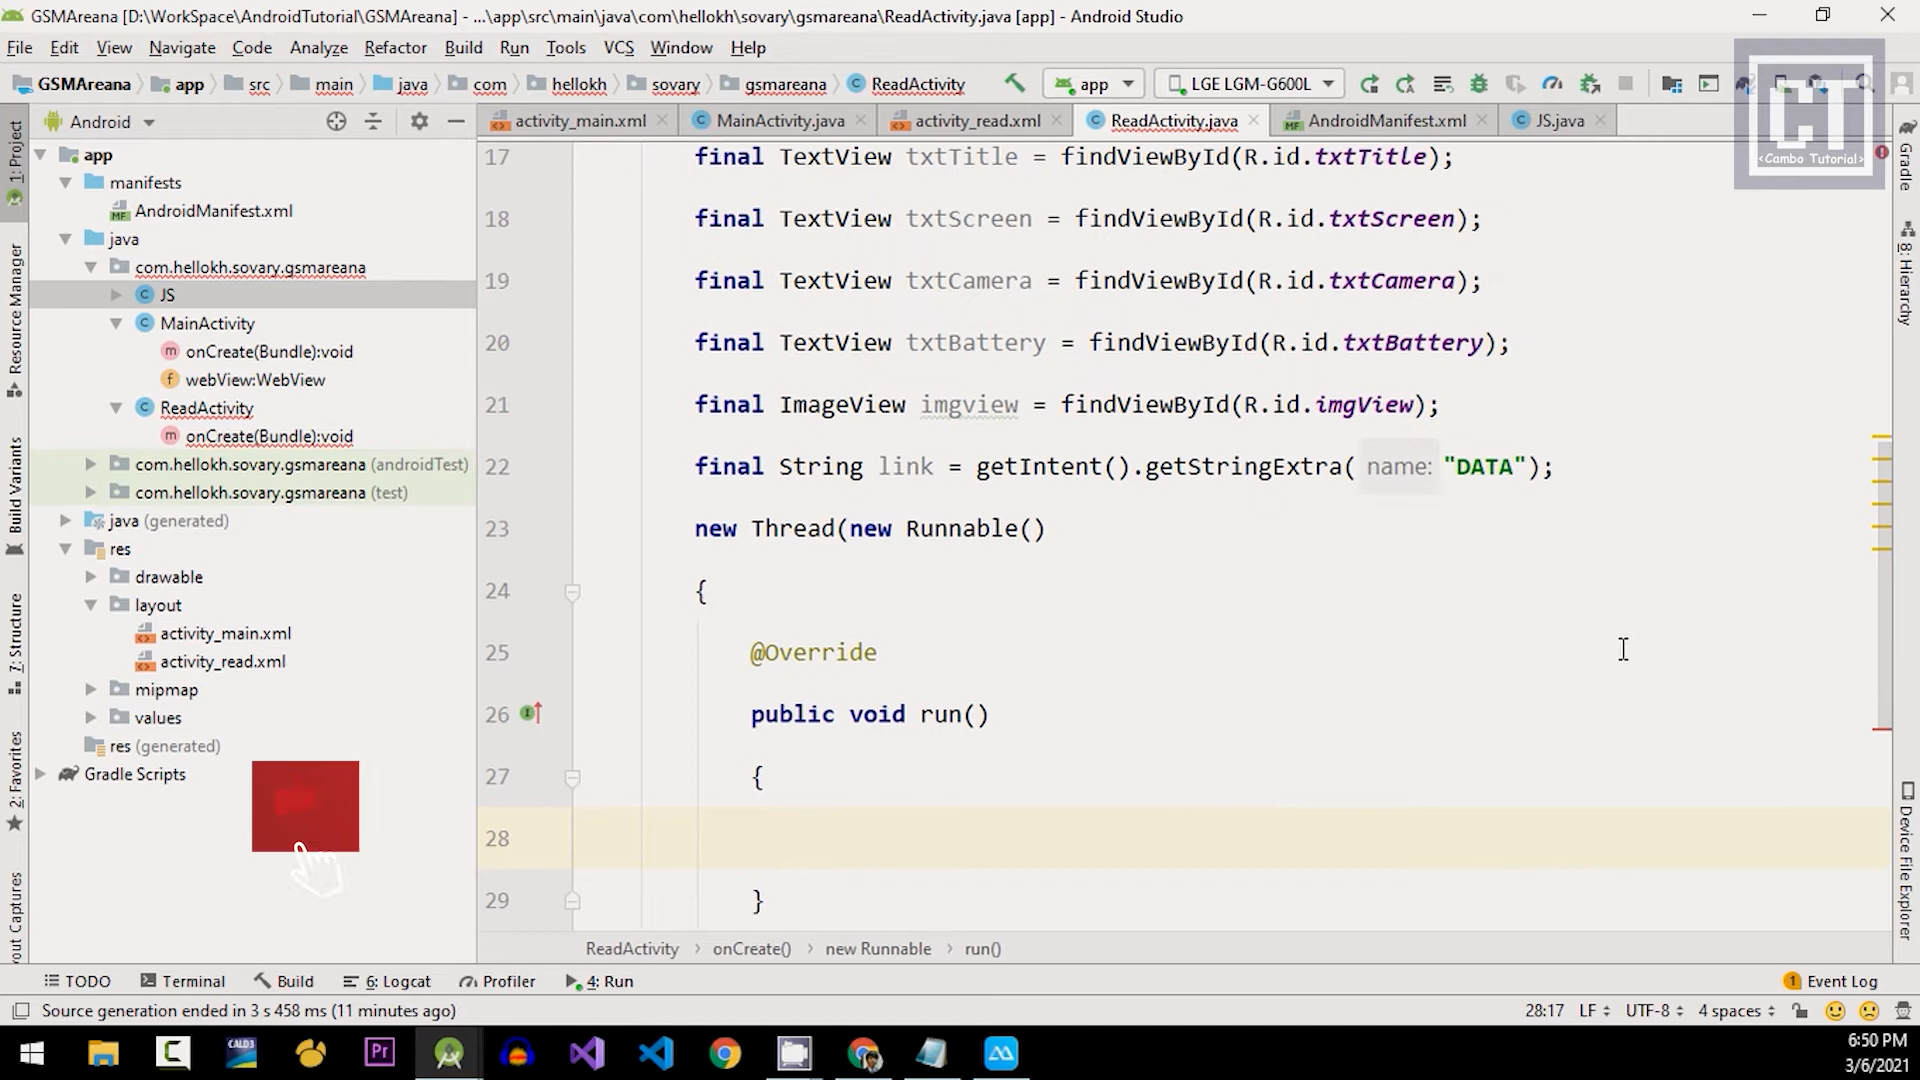 GSMAreana [D:\WorkSpace\AndroidTutorial\GSMAreana] - ...\app\src\main\java\com\hellokh\sovary\gsmareana\ReadActivity.java [app] - Android Studio
File Edit View Navigate Code Analyze Refactor Build Run Tools VCS Window Help
GSMAreana app src main java com hellokh sovary gsmareana ReadActivity app LGE LGM-G600L
CT
<Cambo Tutorial>
Android
activity_main.xml MainActivity.java activity_read.xml ReadActivity.java AndroidManifest.xml JS.java
1: Project
Resource Manager
Build Variants
7: Structure
2: Favorites
yout Captures
app
manifests
AndroidManifest.xml
java
com.hellokh.sovary.gsmareana
JS
MainActivity
onCreate(Bundle):void
webView:WebView
ReadActivity
onCreate(Bundle):void
com.hellokh.sovary.gsmareana (androidTest)
com.hellokh.sovary.gsmareana (test)
java (generated)
res
drawable
layout
activity_main.xml
activity_read.xml
mipmap
values
res (generated)
Gradle Scripts
17 final TextView txtTitle = findViewById(R.id.txtTitle);
18 final TextView txtScreen = findViewById(R.id.txtScreen);
19 final TextView txtCamera = findViewById(R.id.txtCamera);
20 final TextView txtBattery = findViewById(R.id.txtBattery);
21 final ImageView imgview = findViewById(R.id.imgView);
22 final String link = getIntent().getStringExtra( name: "DATA");
23 new Thread(new Runnable()
24 {
25 @Override
26 public void run()
27 {
28
29 }
ReadActivity › onCreate() › new Runnable › run()
Gradle
8: Hierarchy
Device File Explorer
TODO Terminal Build 6: Logcat Profiler 4: Run 1 Event Log
Source generation ended in 3 s 458 ms (11 minutes ago) 28:17 LF UTF-8 4 spaces
CALD3 Pr
6:50 PM
3/6/2021